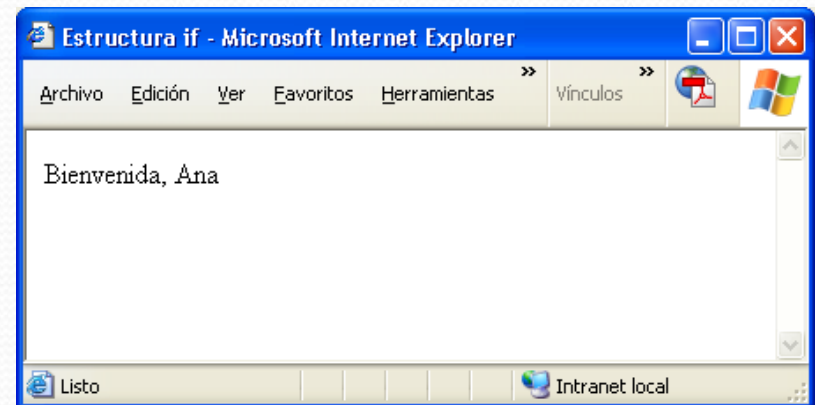 Estructura if - Microsoft Internet Explorer
Archivo Edición Ver Favoritos Herramientas » Vínculos »
Bienvenida, Ana
Listo Intranet local